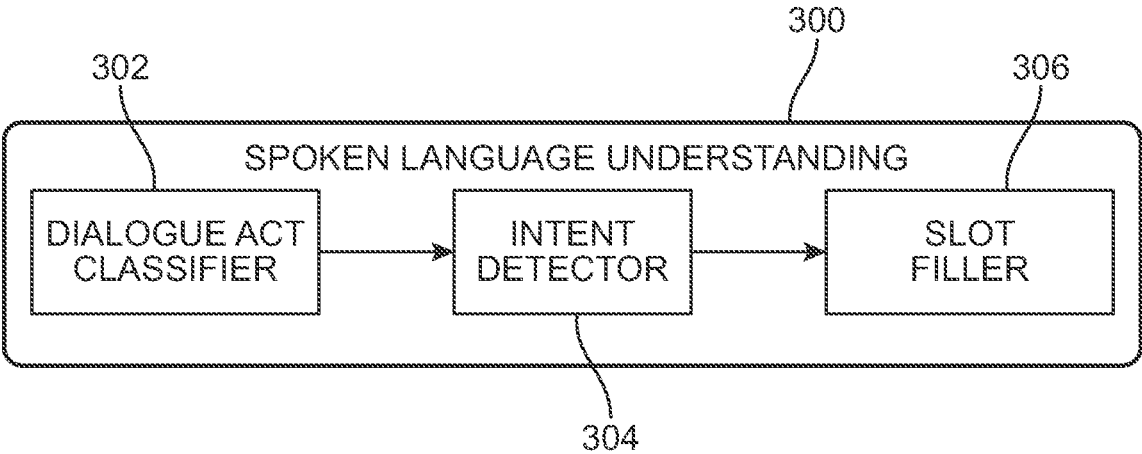 300
302
306
SPOKEN LANGUAGE UNDERSTANDING
DIALOGUE ACT
CLASSIFIER
INTENT
DETECTOR
SLOT
FILLER
304